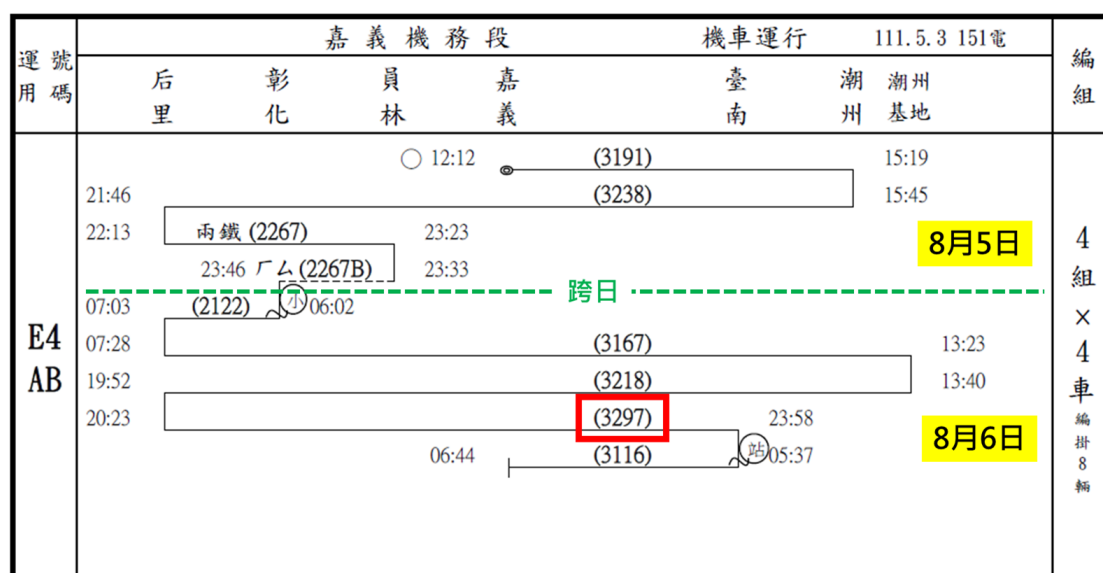 嘉義機務段 機車運行 111.5.3 151電
運用號碼
編組
后里 彰化 員林 嘉義 臺南 潮州 潮州基地
12:12 (3191) 15:19
21:46 (3238) 15:45
22:13 兩鐵 (2267) 23:23
8月5日
23:46 ㄏㄙ (2267B) 23:33
跨日
07:03 (2122) 小 06:02
E4 AB
07:28 (3167) 13:23
19:52 (3218) 13:40
20:23 (3297) 23:58
8月6日
06:44 (3116) 站 05:37
4組×4車
編掛8輛